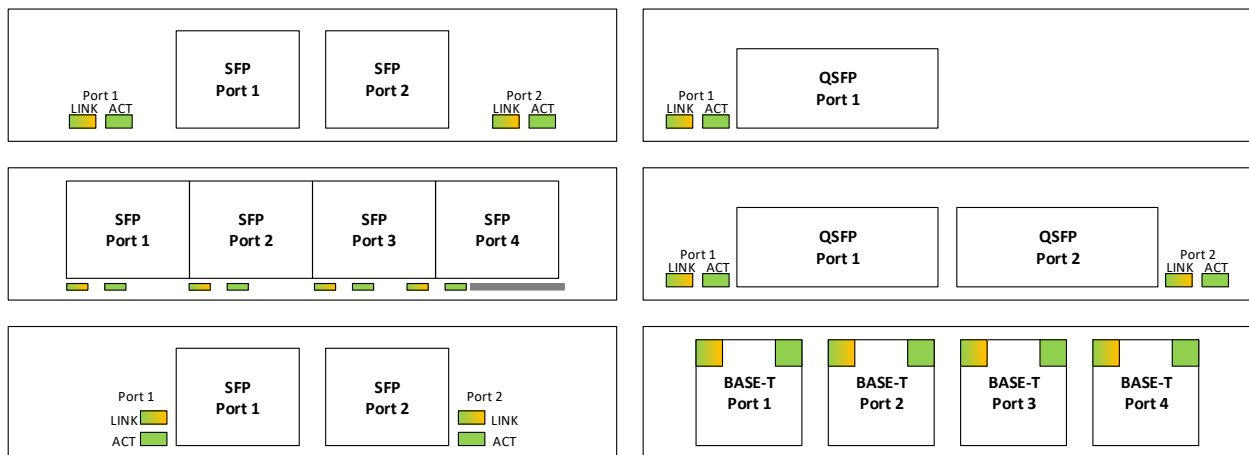 SFP SFP
Port 1 Port 2
Port 1 Port 2
LINK ACT LINK ACT
QSFP
Port 1
Port 1
LINK ACT
SFP SFP SFP SFP
Port 1 Port 2 Port 3 Port 4
QSFP QSFP
Port 1 Port 2
Port 1 Port 2
LINK ACT LINK ACT
SFP SFP
Port 1 Port 2
Port 1 Port 2
LINK LINK
ACT ACT
BASE-T BASE-T BASE-T BASE-T
Port 1 Port 2 Port 3 Port 4